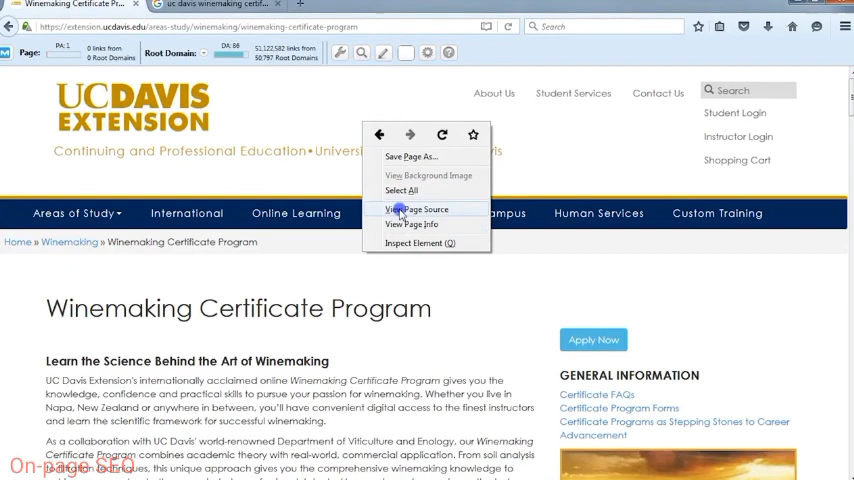 Winemaking Certificate P...
uc davis winemaking certif...
https://extension.ucdavis.edu/areas-study/winemaking/winemaking-certificate-program
Search
Page:
PA: 1
0 links from
0 Root Domains
Root Domain:
DA: 86
51,122,582 links from
50,797 Root Domains
UCDAVIS
EXTENSION
Continuing and Professional Education•Univers
About Us
Student Services
Contact Us
Search
Student Login
Instructor Login
Shopping Cart
Save Page As...
View Background Image
Select All
View Page Source
View Page Info
Inspect Element (Q)
Areas of Study
International
Online Learning
ampus
Human Services
Custom Training
Home » Winemaking » Winemaking Certificate Program
Winemaking Certificate Program
Learn the Science Behind the Art of Winemaking
UC Davis Extension's internationally acclaimed online Winemaking Certificate Program gives you the
knowledge, confidence and practical skills to pursue your passion for winemaking. Whether you live in
Napa, New Zealand or anywhere in between, you'll have convenient digital access to the finest instructors
and learn the scientific framework for successful winemaking.
As a collaboration with UC Davis' world-renowned Department of Viticulture and Enology, our Winemaking
Certificate Program combines academic theory with real-world, commercial application. From soil analysis
techniques, this unique approach gives you the comprehensive winemaking knowledge to
Apply Now
GENERAL INFORMATION
Certificate FAQs
Certificate Program Forms
Certificate Programs as Stepping Stones to Career
Advancement
On-page SEO